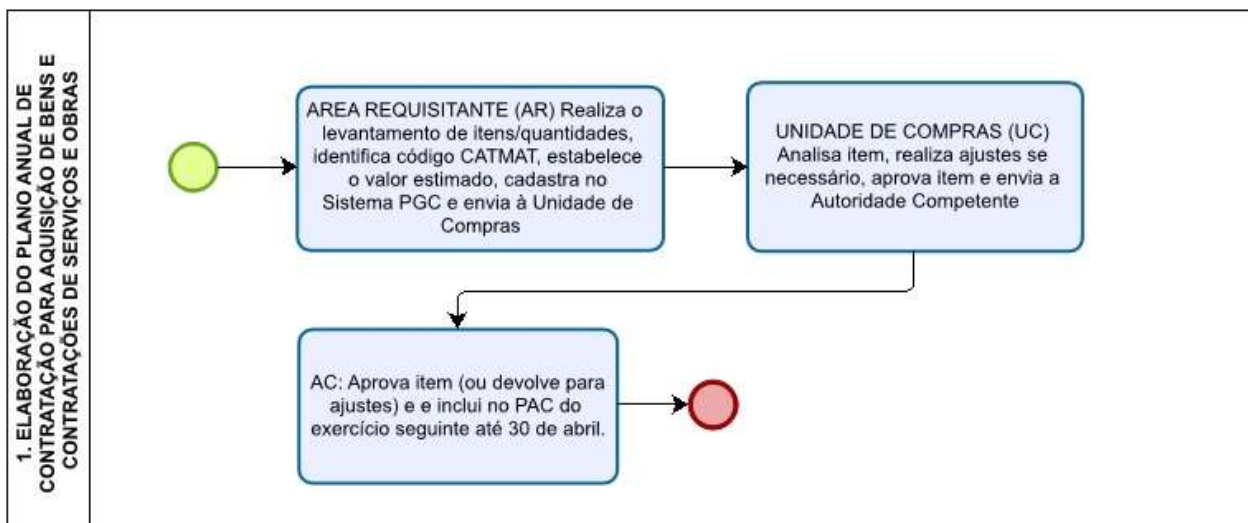 1. ELABORAÇÃO DO PLANO ANUAL DE
CONTRATAÇÃO PARA AQUISIÇÃO DE BENS E
CONTRATAÇÕES DE SERVIÇOS E OBRAS
AREA REQUISITANTE (AR) Realiza o
levantamento de itens/quantidades,
identifica código CATMAT, estabelece
o valor estimado, cadastra no
Sistema PGC e envia à Unidade de
Compras
UNIDADE DE COMPRAS (UC)
Analisa item, realiza ajustes se
necessário, aprova item e envia a
Autoridade Competente
AC: Aprova item (ou devolve para
ajustes) e e inclui no PAC do
exercício seguinte até 30 de abril.